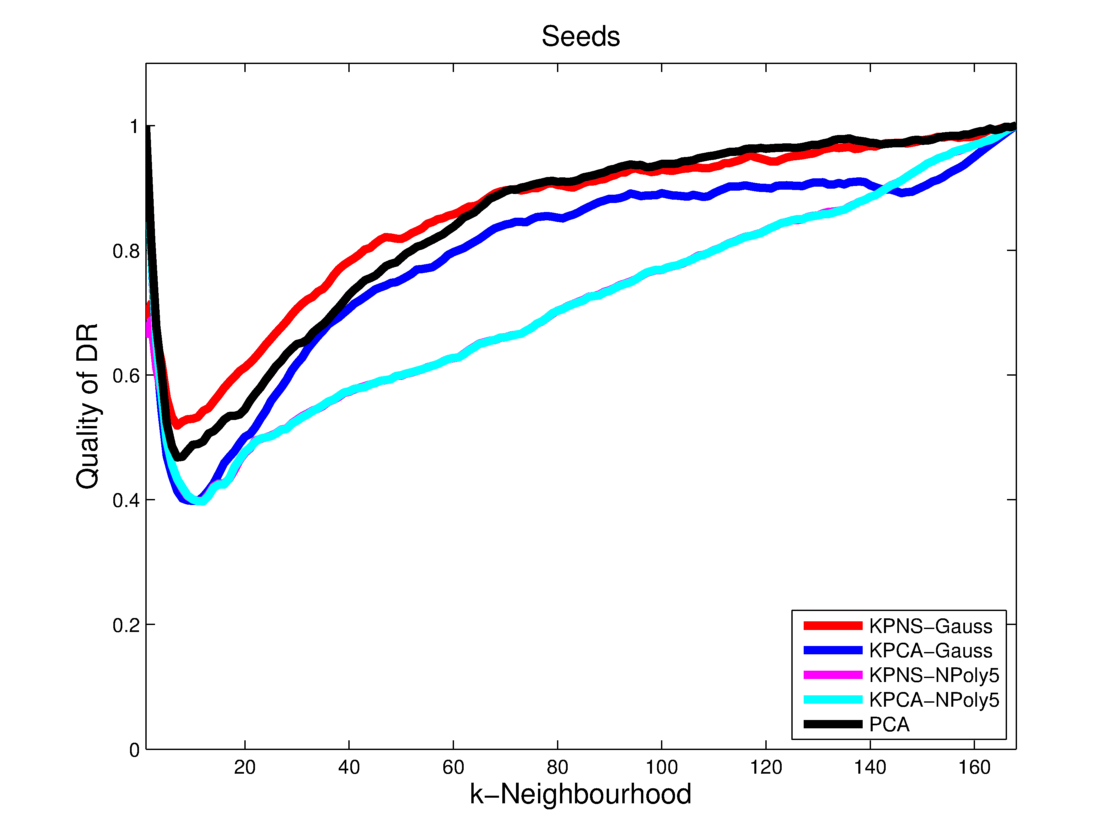 Seeds
Quality of DR
1
0.8
0.6
0.4
0.2
0
20 40 60 80 100 120 140 160
k−Neighbourhood
KPNS−Gauss
KPCA−Gauss
KPNS−NPoly5
KPCA−NPoly5
PCA